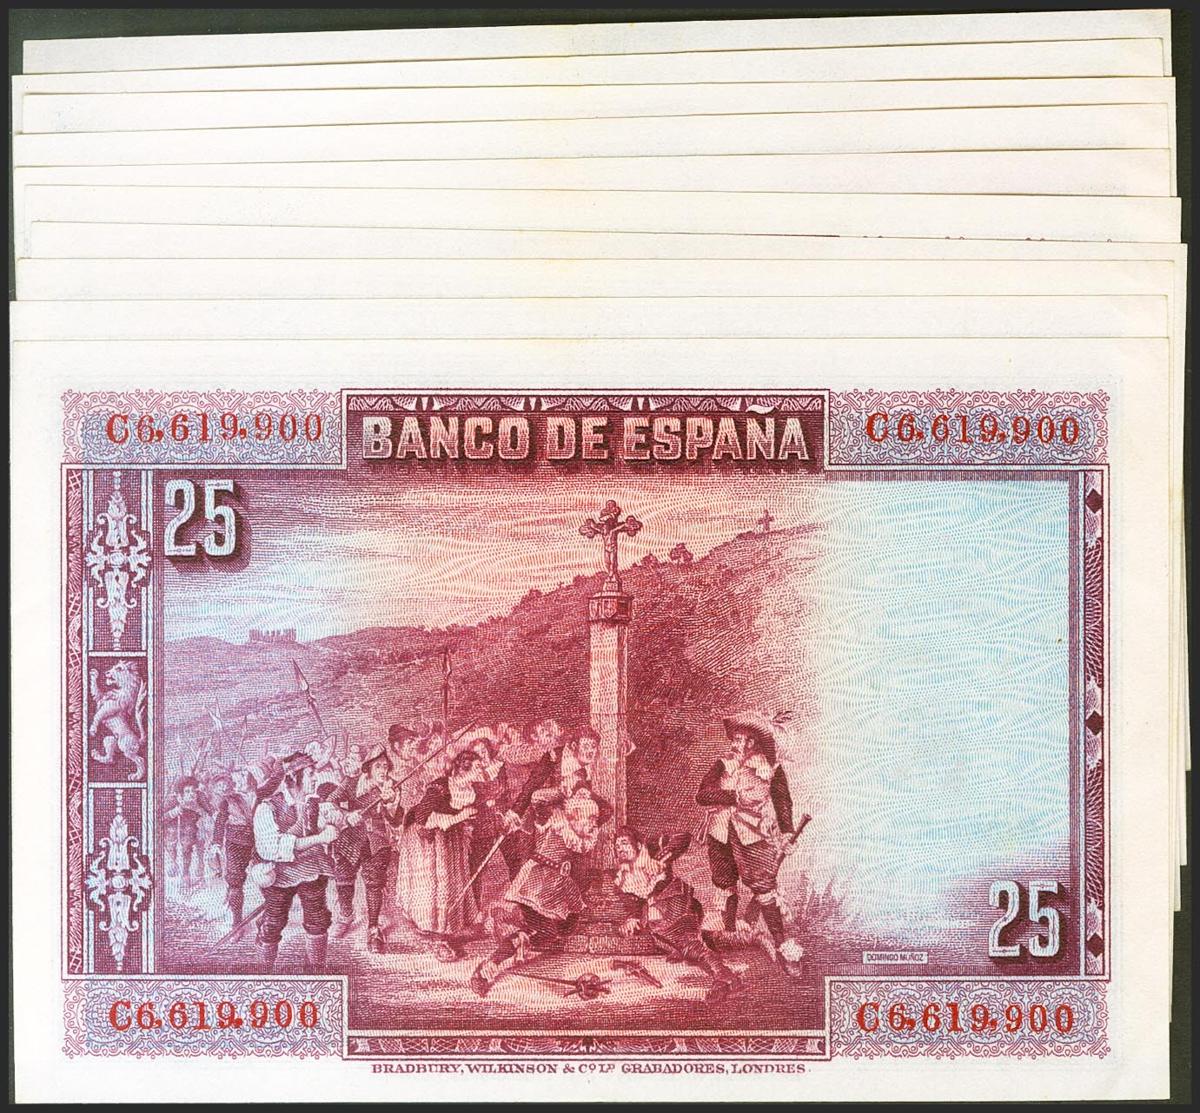 C6,619,900
BANCO DE ESPAÑA
C6,619,900
25
25
DOMINGO MUÑOZ
C6,619,900
C6,619,900
BRADBURY, WILKINSON & Cº Lᴰ GRABADORES, LONDRES.